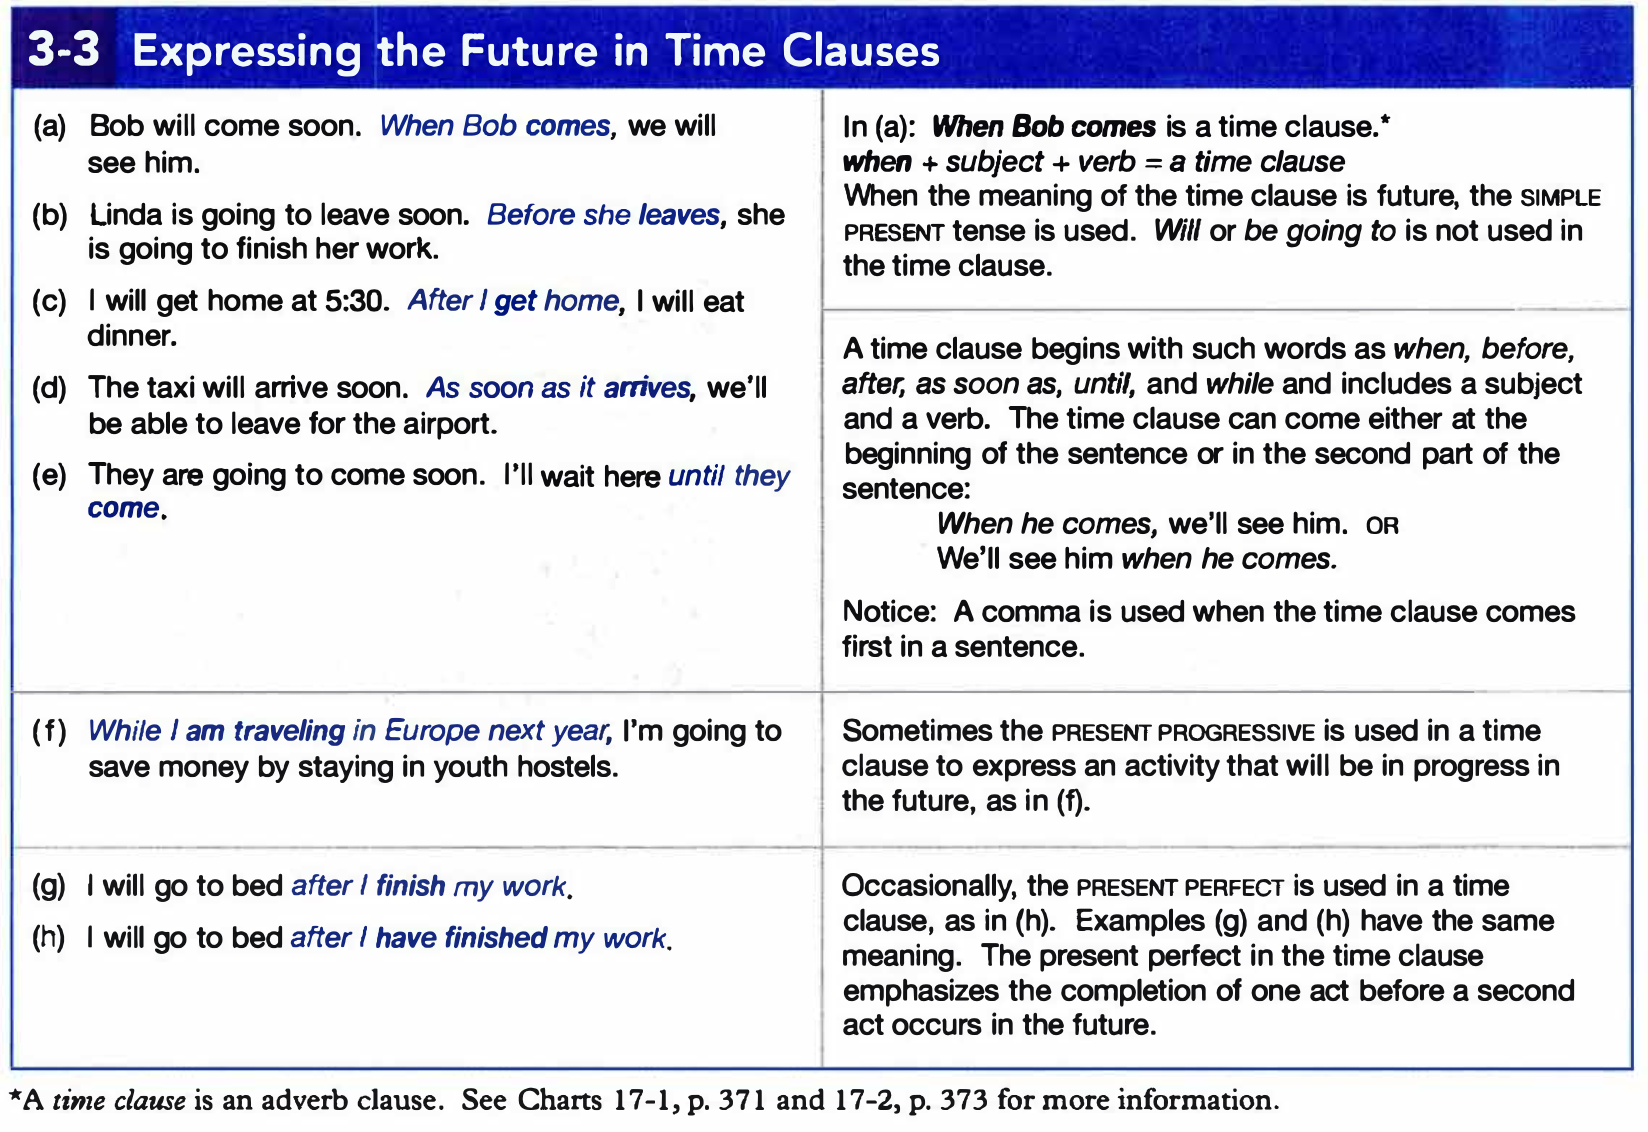 3-3 Expressing the Future in Time Clauses
(a) Bob will come soon. When Bob comes, we will
see him.
(b) Linda is going to leave soon. Before she leaves, she
is going to finish her work.
(c) I will get home at 5:30. After I get home, I will eat
dinner.
(d) The taxi will arrive soon. As soon as it arrives, we'll
be able to leave for the airport.
(e) They are going to come soon. I'll wait here until they
come.
In (a): When Bob comes is a time clause.*
when + subject + verb = a time clause
When the meaning of the time clause is future, the SIMPLE
PRESENT tense is used. Will or be going to is not used in
the time clause.
A time clause begins with such words as when, before,
after, as soon as, until, and while and includes a subject
and a verb. The time clause can come either at the
beginning of the sentence or in the second part of the
sentence:
When he comes, we'll see him. OR
We'll see him when he comes.
Notice: A comma is used when the time clause comes
first in a sentence.
(f) While I am traveling in Europe next year, I'm going to
save money by staying in youth hostels.
Sometimes the PRESENT PROGRESSIVE is used in a time
clause to express an activity that will be in progress in
the future, as in (f).
(g) I will go to bed after I finish my work.
(h) I will go to bed after I have finished my work.
Occasionally, the PRESENT PERFECT is used in a time
clause, as in (h). Examples (g) and (h) have the same
meaning. The present perfect in the time clause
emphasizes the completion of one act before a second
act occurs in the future.
*A time clause is an adverb clause. See Charts 17-1, p. 371 and 17-2, p. 373 for more information.